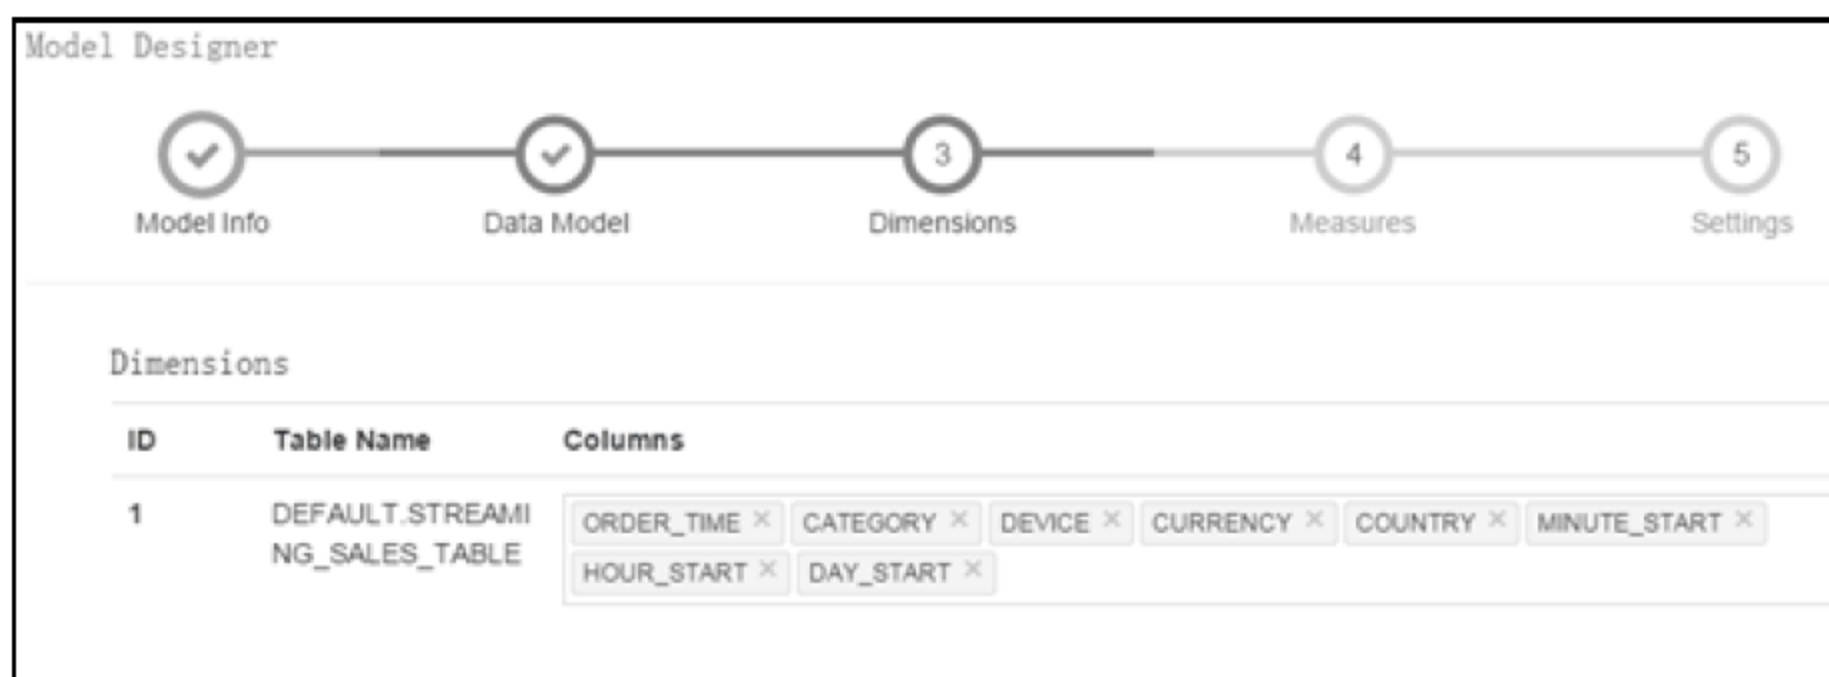 Model Designer
3 4 5
Model Info Data Model Dimensions Measures Settings
Dimensions
ID Table Name Columns
1 DEFAULT.STREAMI ORDER_TIME × CATEGORY × DEVICE × CURRENCY × COUNTRY × MINUTE_START ×
NG_SALES_TABLE HOUR_START × DAY_START ×